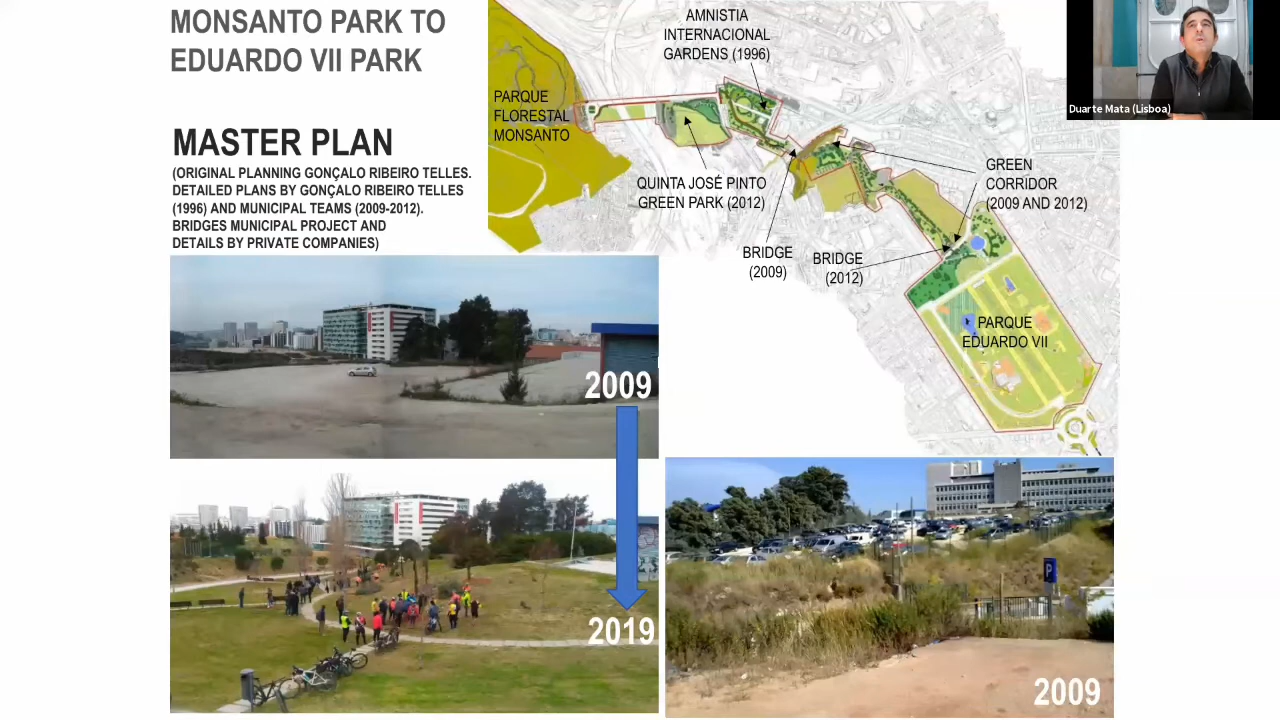 MONSANTO PARK TO
EDUARDO VII PARK
MASTER PLAN
(ORIGINAL PLANNING GONÇALO RIBEIRO TELLES.
DETAILED PLANS BY GONÇALO RIBEIRO TELLES
(1996) AND MUNICIPAL TEAMS (2009-2012).
BRIDGES MUNICIPAL PROJECT AND
DETAILS BY PRIVATE COMPANIES)
AMNISTIA
INTERNACIONAL
GARDENS (1996)
PARQUE
FLORESTAL
MONSANTO
QUINTA JOSÉ PINTO
GREEN PARK (2012)
GREEN
CORRIDOR
(2009 AND 2012)
BRIDGE
(2009)
BRIDGE
(2012)
PARQUE
EDUARDO VII
2009
2019
P
2009
Duarte Mata (Lisboa)